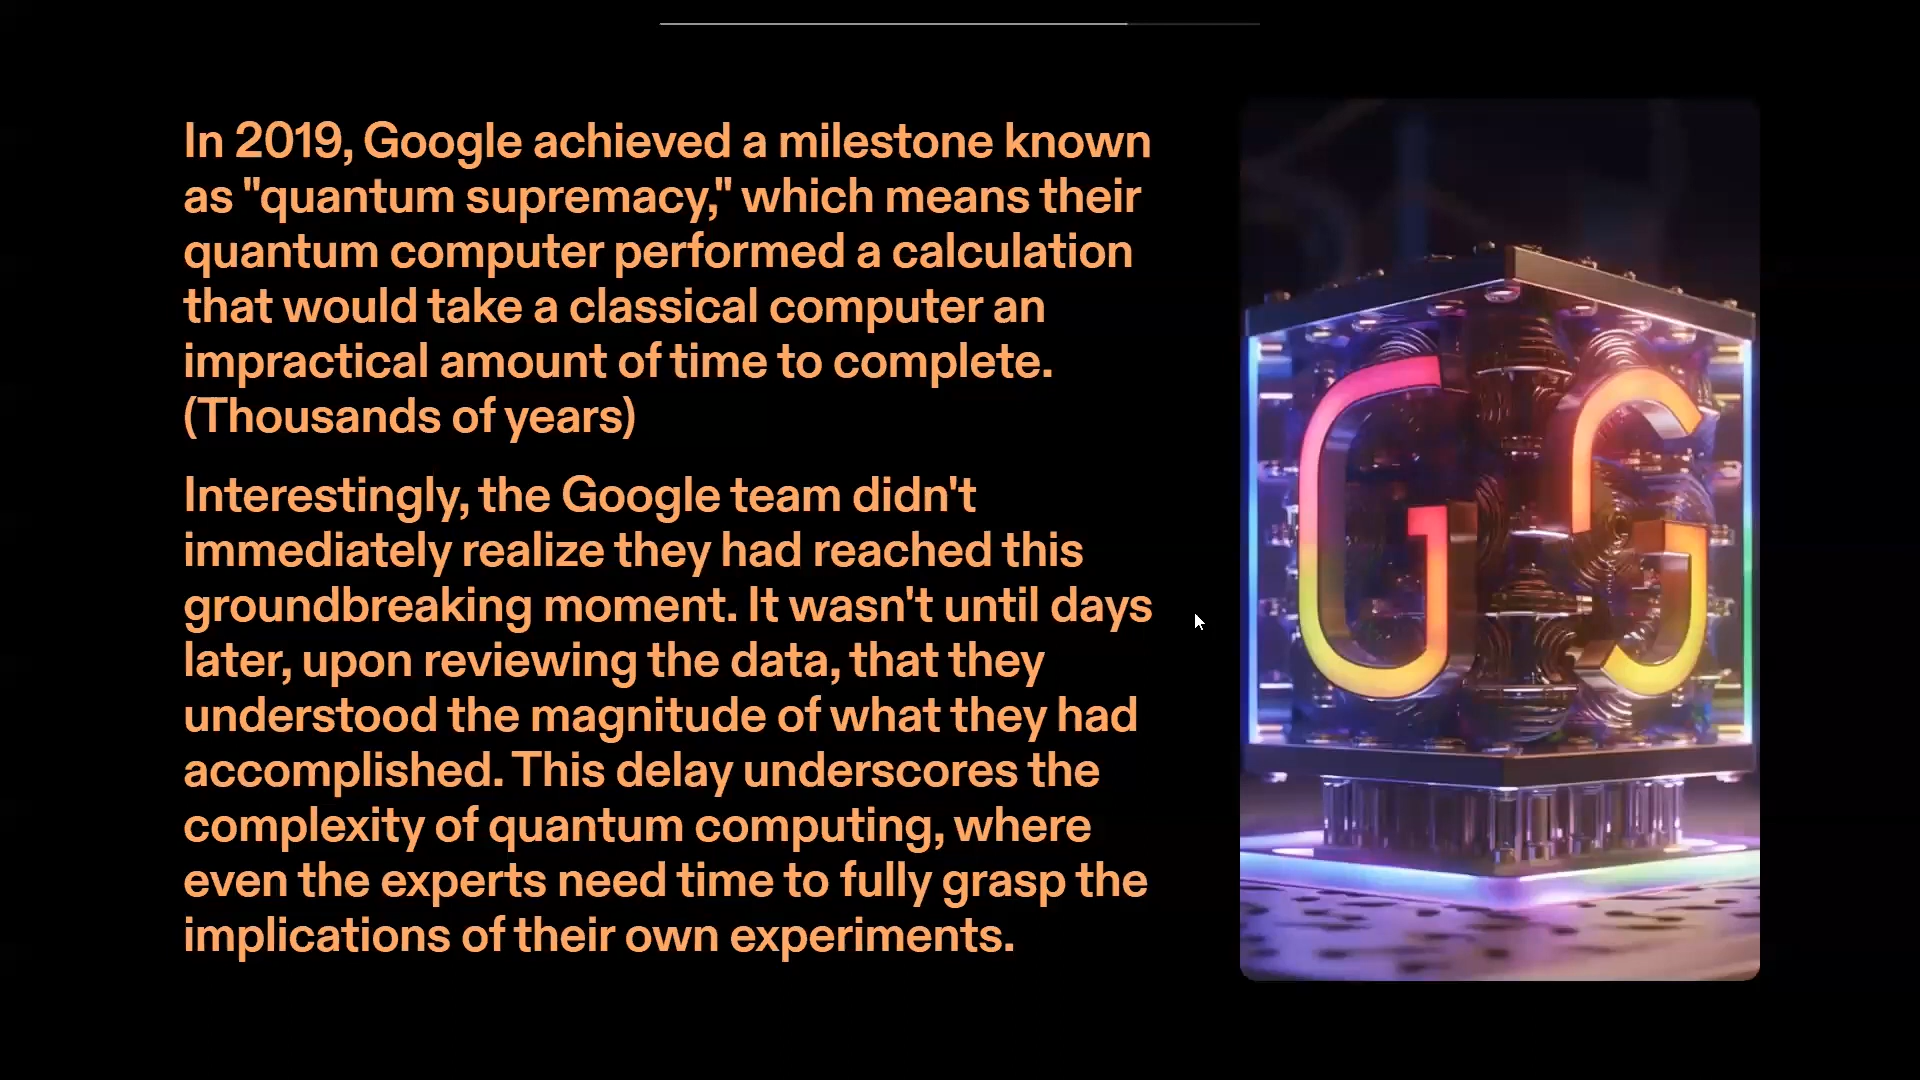 In 2019, Google achieved a milestone known
as "quantum supremacy," which means their
quantum computer performed a calculation
that would take a classical computer an
impractical amount of time to complete.
(Thousands of years)
Interestingly, the Google team didn't
immediately realize they had reached this
groundbreaking moment. It wasn't until days
later, upon reviewing the data, that they
understood the magnitude of what they had
accomplished. This delay underscores the
complexity of quantum computing, where
even the experts need time to fully grasp the
implications of their own experiments.
G G